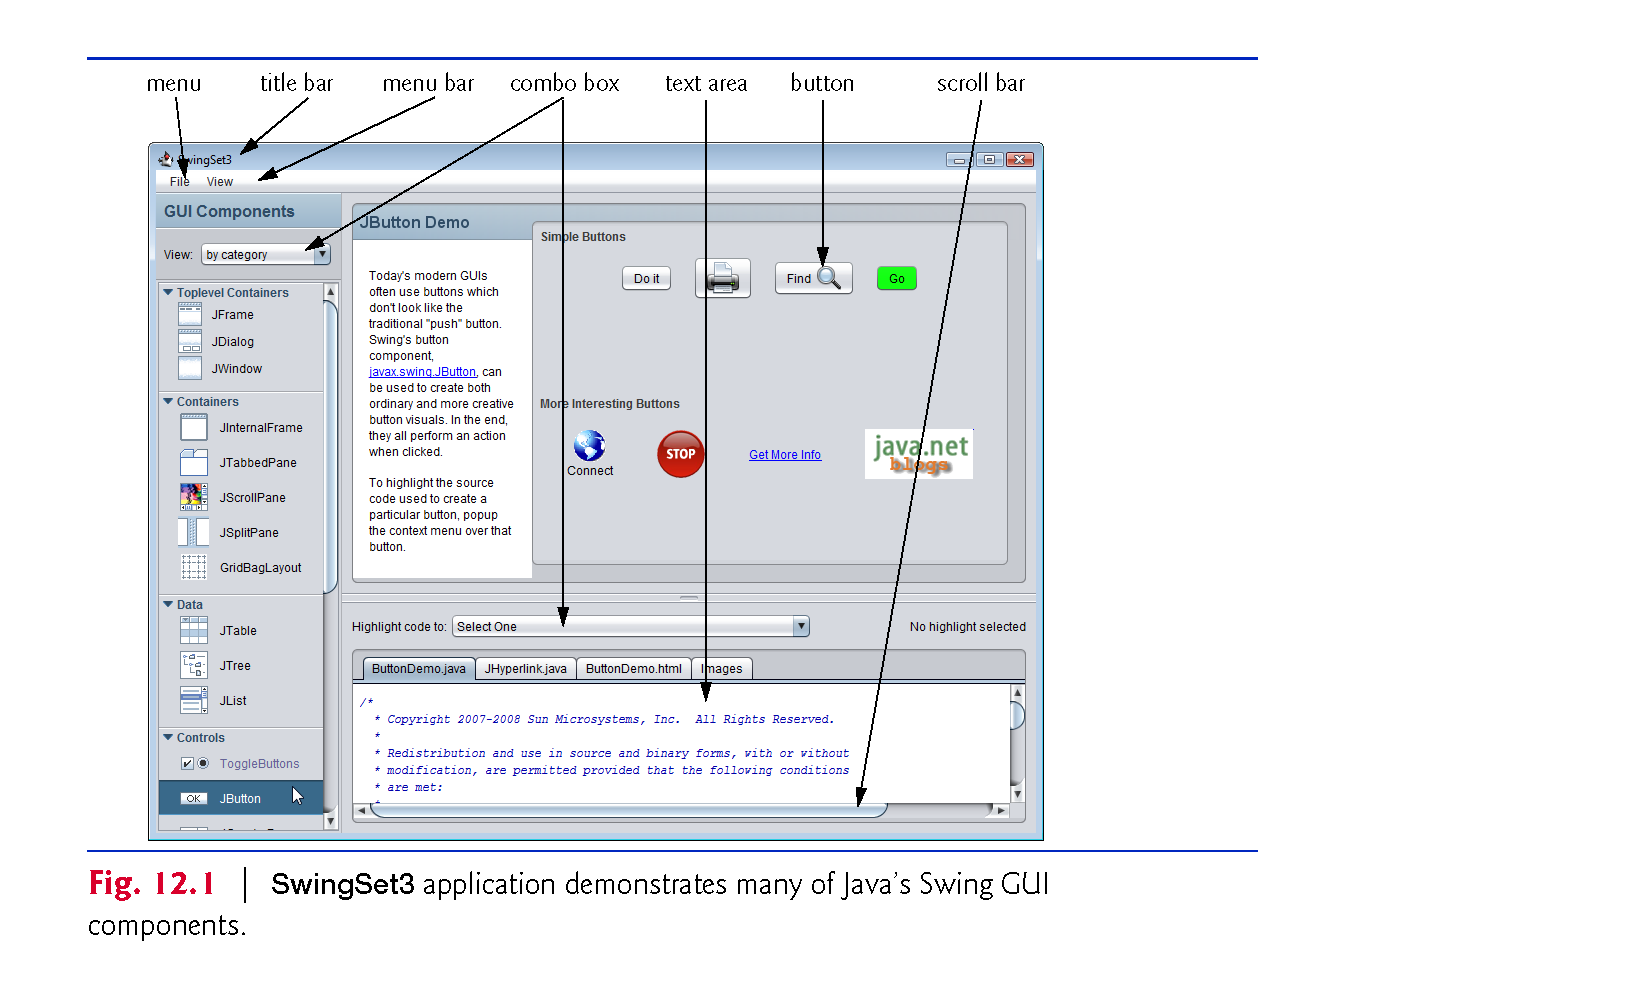 menu title bar menu bar combo box text area button scroll bar
SwingSet3
File View
GUI Components
View: by category
Toplevel Containers
JFrame
JDialog
JWindow
Containers
JInternalFrame
JTabbedPane
JScrollPane
JSplitPane
GridBagLayout
Data
JTable
JTree
JList
Controls
ToggleButtons
OK JButton
JButton Demo
Today's modern GUIs
often use buttons which
don't look like the
traditional "push" button.
Swing's button
component,
javax.swing.JButton, can
be used to create both
ordinary and more creative
button visuals. In the end,
they all perform an action
when clicked.
To highlight the source
code used to create a
particular button, popup
the context menu over that
button.
Simple Buttons
Do it Find Go
More Interesting Buttons
Connect
STOP
Get More Info
java.net
blogs
Highlight code to: Select One No highlight selected
ButtonDemo.java JHyperlink.java ButtonDemo.html Images
/*
* Copyright 2007-2008 Sun Microsystems, Inc. All Rights Reserved.
*
* Redistribution and use in source and binary forms, with or without
* modification, are permitted provided that the following conditions
* are met:
*
Fig. 12.1 | SwingSet3 application demonstrates many of Java's Swing GUI
components.